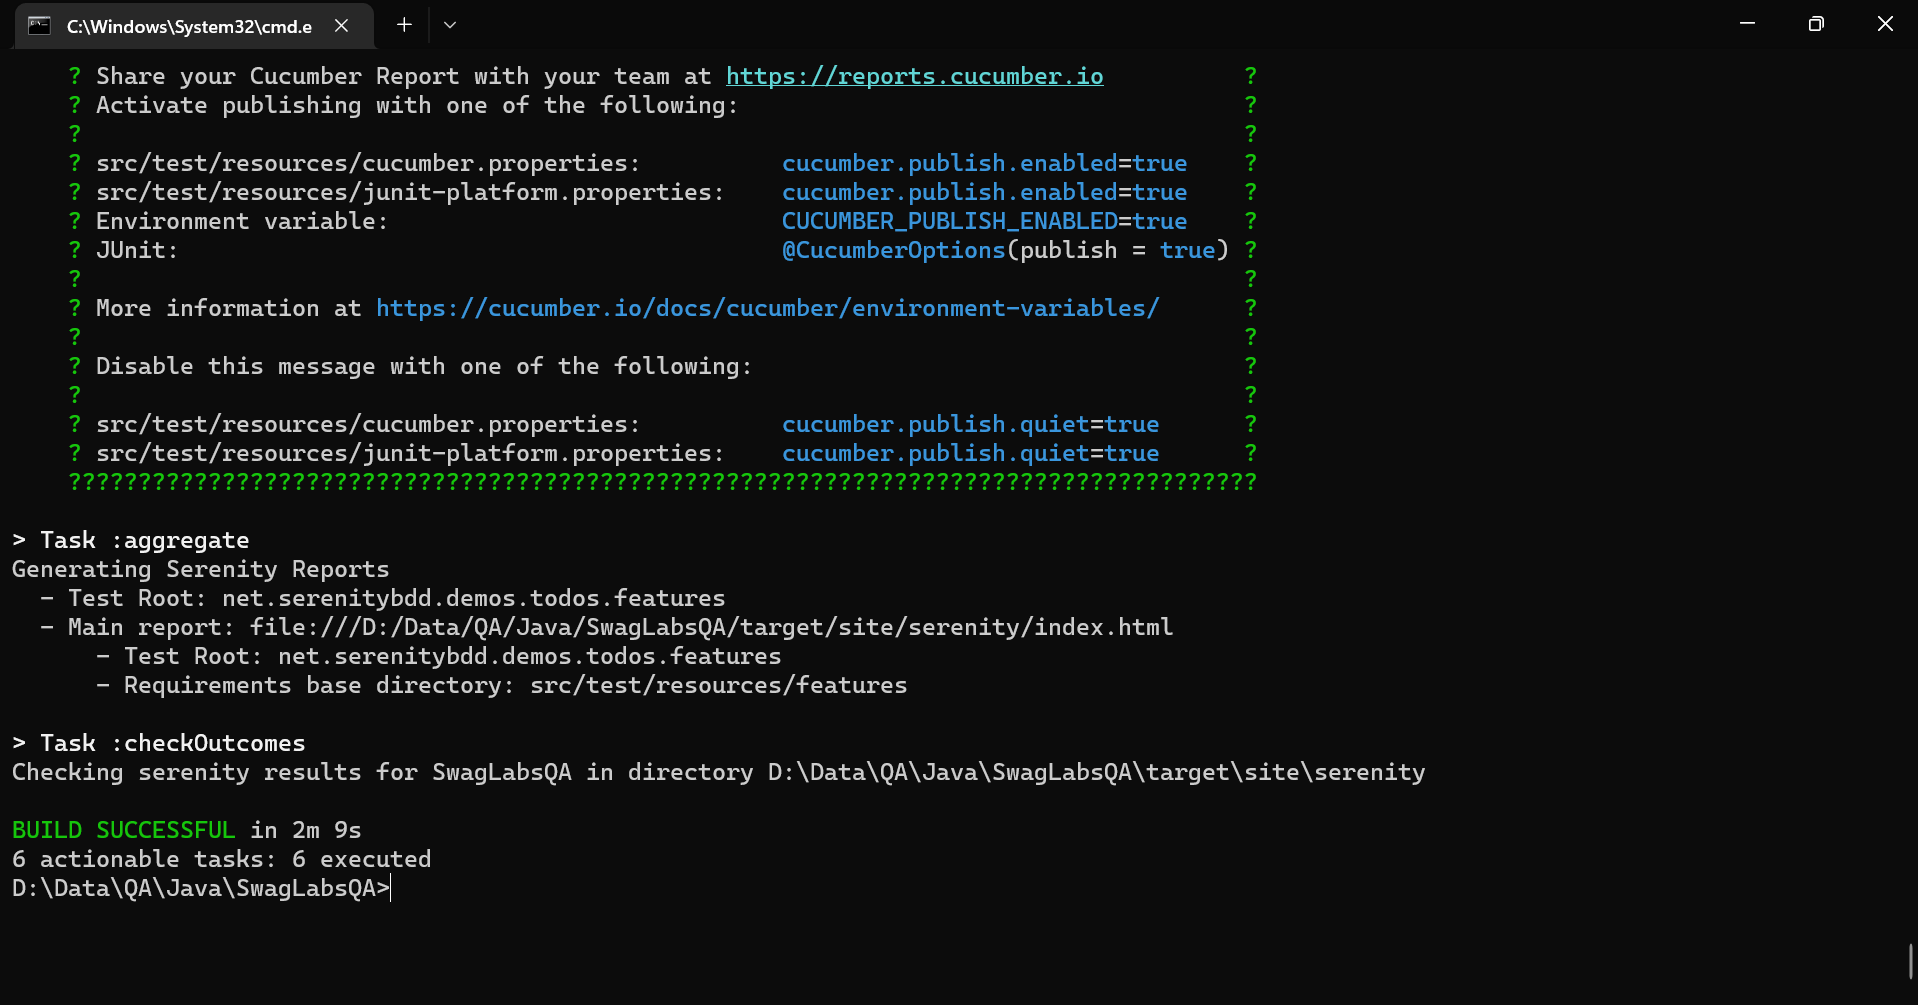 C:\Windows\System32\cmd.e
? Share your Cucumber Report with your team at https://reports.cucumber.io ?
? Activate publishing with one of the following: ?
? ?
? src/test/resources/cucumber.properties: cucumber.publish.enabled=true ?
? src/test/resources/junit-platform.properties: cucumber.publish.enabled=true ?
? Environment variable: CUCUMBER_PUBLISH_ENABLED=true ?
? JUnit: @CucumberOptions(publish = true) ?
? ?
? More information at https://cucumber.io/docs/cucumber/environment-variables/ ?
? ?
? Disable this message with one of the following: ?
? ?
? src/test/resources/cucumber.properties: cucumber.publish.quiet=true ?
? src/test/resources/junit-platform.properties: cucumber.publish.quiet=true ?
?????????????????????????????????????????????????????????????????????????????????????
> Task :aggregate
Generating Serenity Reports
- Test Root: net.serenitybdd.demos.todos.features
- Main report: file:///D:/Data/QA/Java/SwagLabsQA/target/site/serenity/index.html
- Test Root: net.serenitybdd.demos.todos.features
- Requirements base directory: src/test/resources/features
> Task :checkOutcomes
Checking serenity results for SwagLabsQA in directory D:\Data\QA\Java\SwagLabsQA\target\site\serenity
BUILD SUCCESSFUL in 2m 9s
6 actionable tasks: 6 executed
D:\Data\QA\Java\SwagLabsQA>